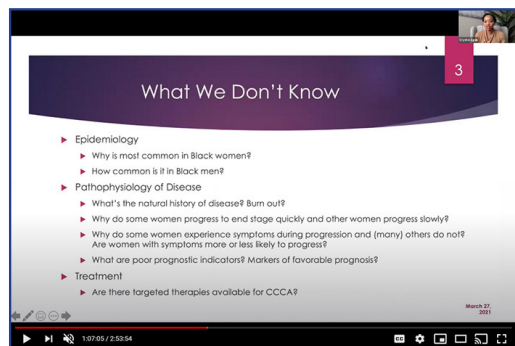 3
What We Don't Know
Epidemiology
Why is most common in Black women?
How common is it in Black men?
Pathophysiology of Disease
What's the natural history of disease? Burn out?
Why do some women progress to end stage quickly and other women progress slowly?
Why do some women experience symptoms during progression and (many) others do not?
Are women with symptoms more or less likely to progress?
What are poor prognostic indicators? Markers of favorable prognosis?
Treatment
Are there targeted therapies available for CCCA?
March 27,
2021
1:07:05 / 2:53:54
CC